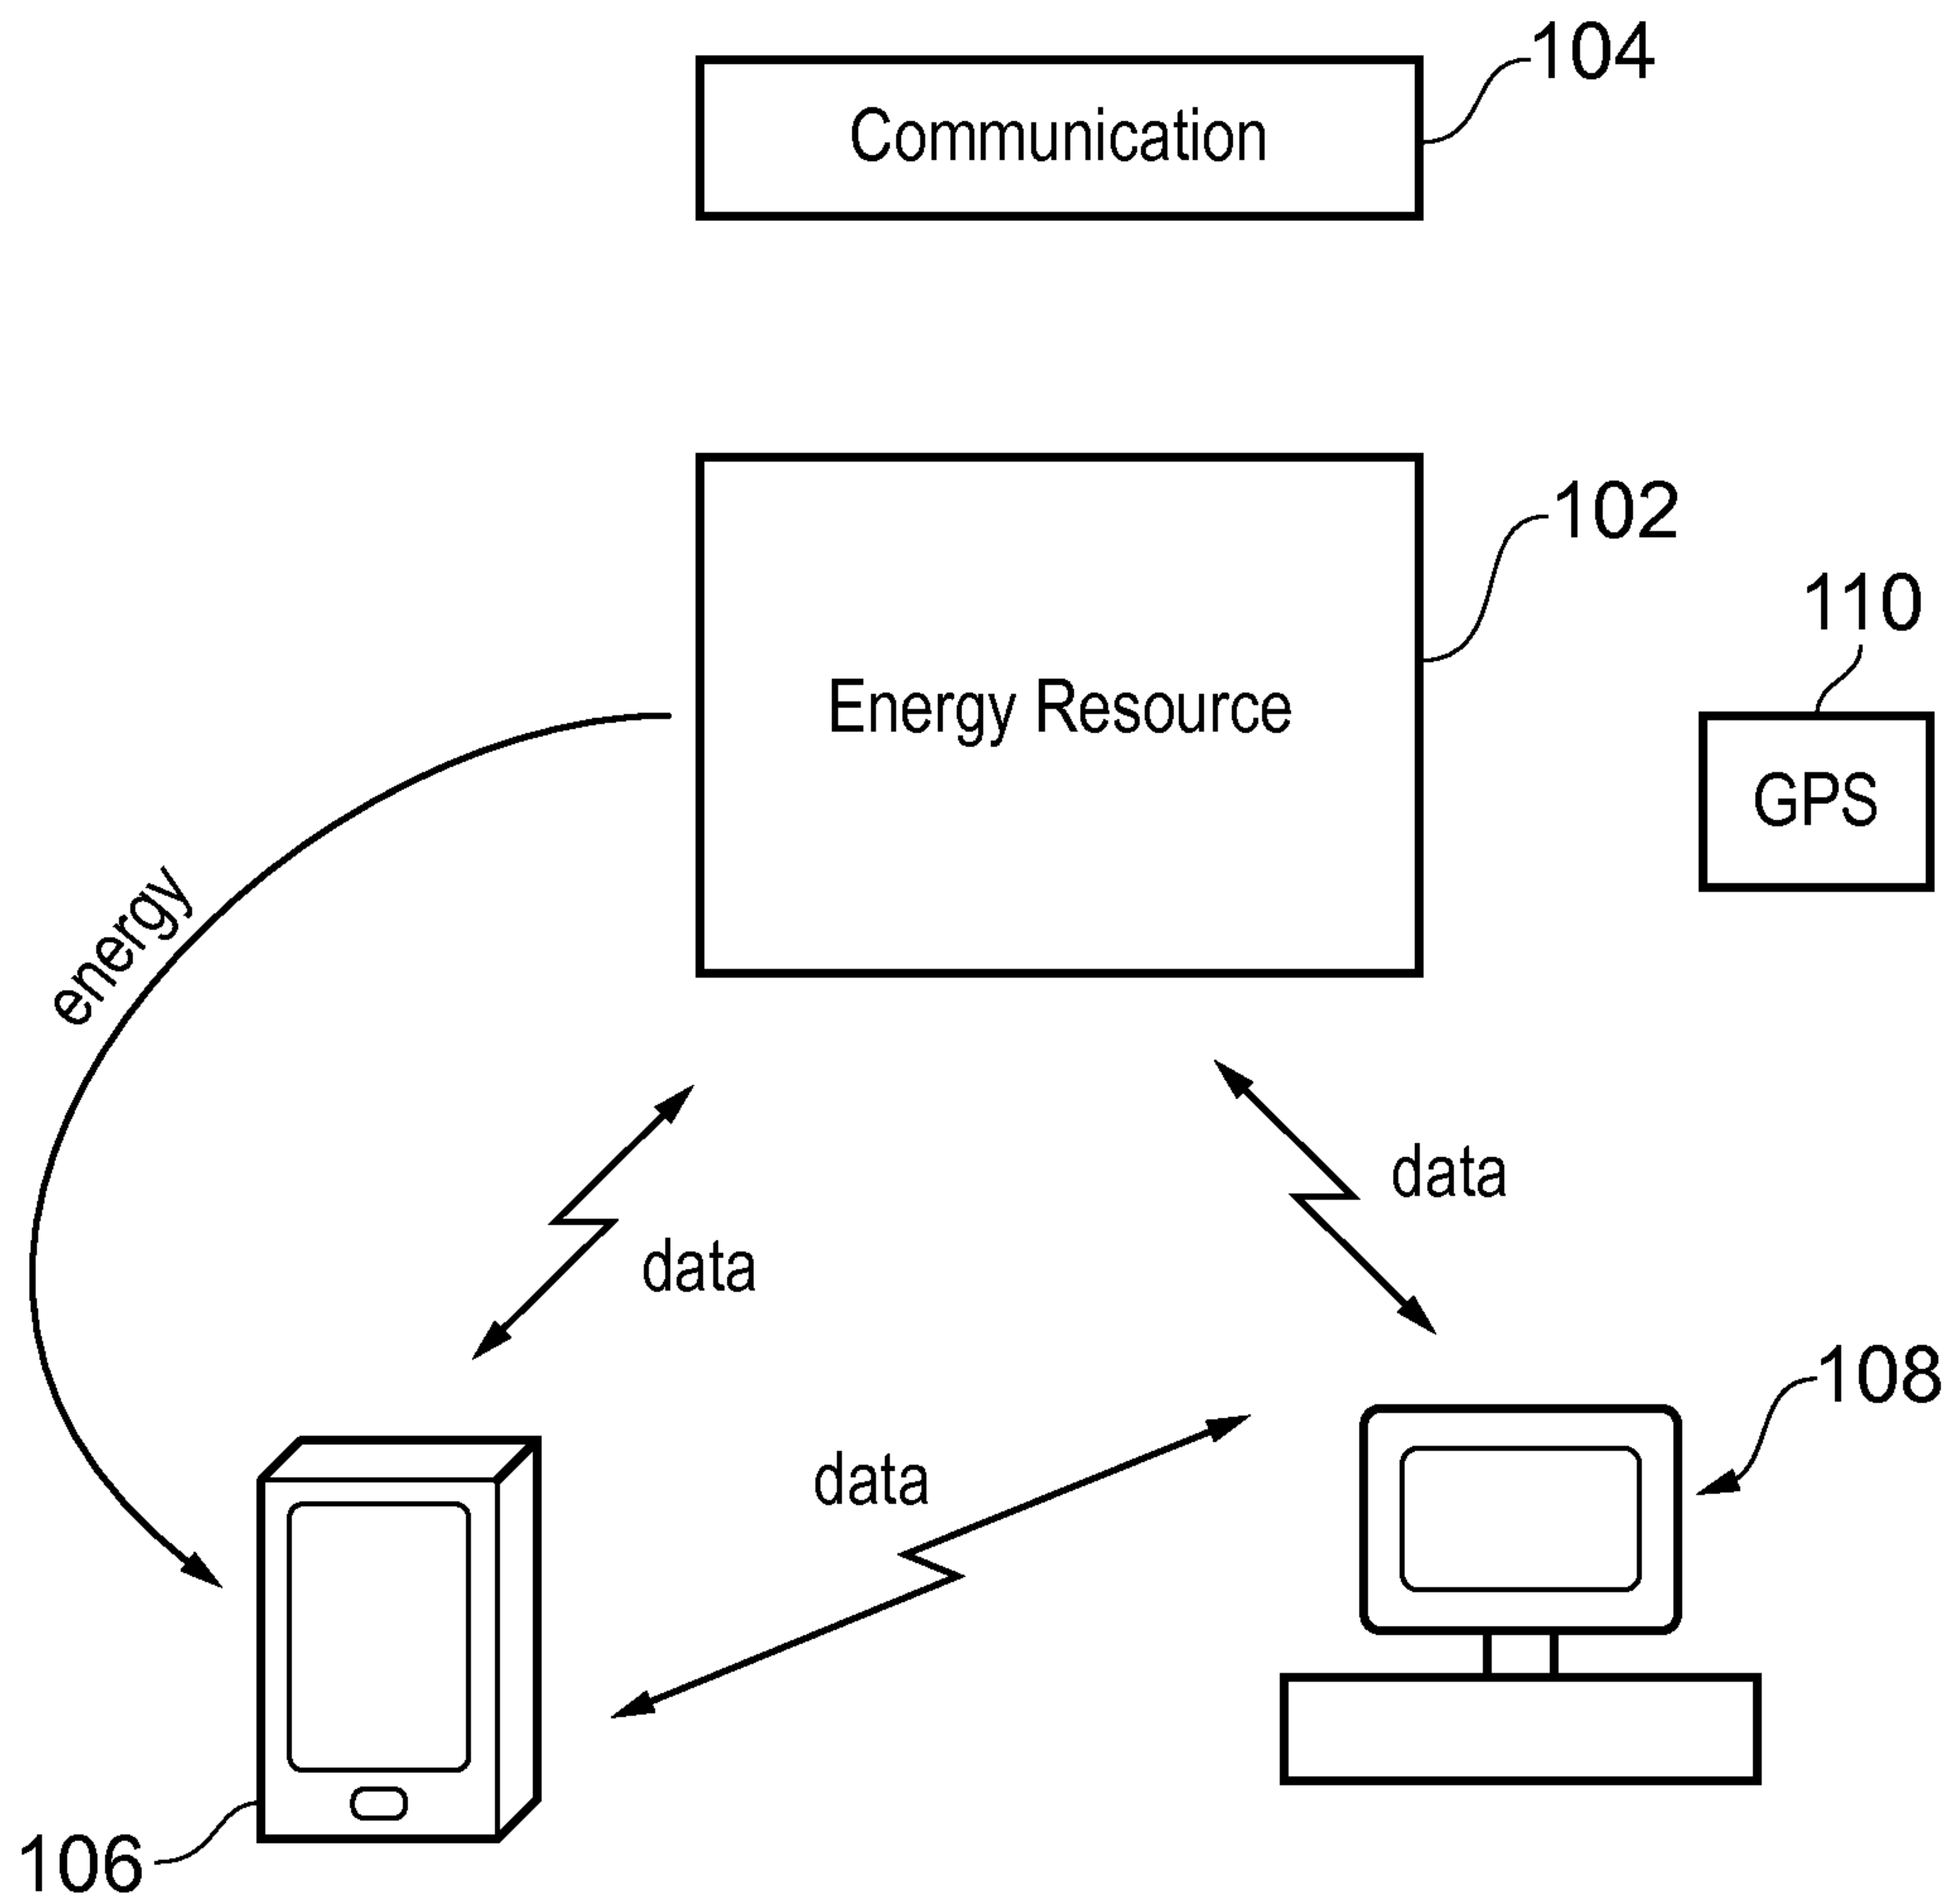 104
Communication
102
110
Energy Resource
GPS
energy
data
data
108
data
106